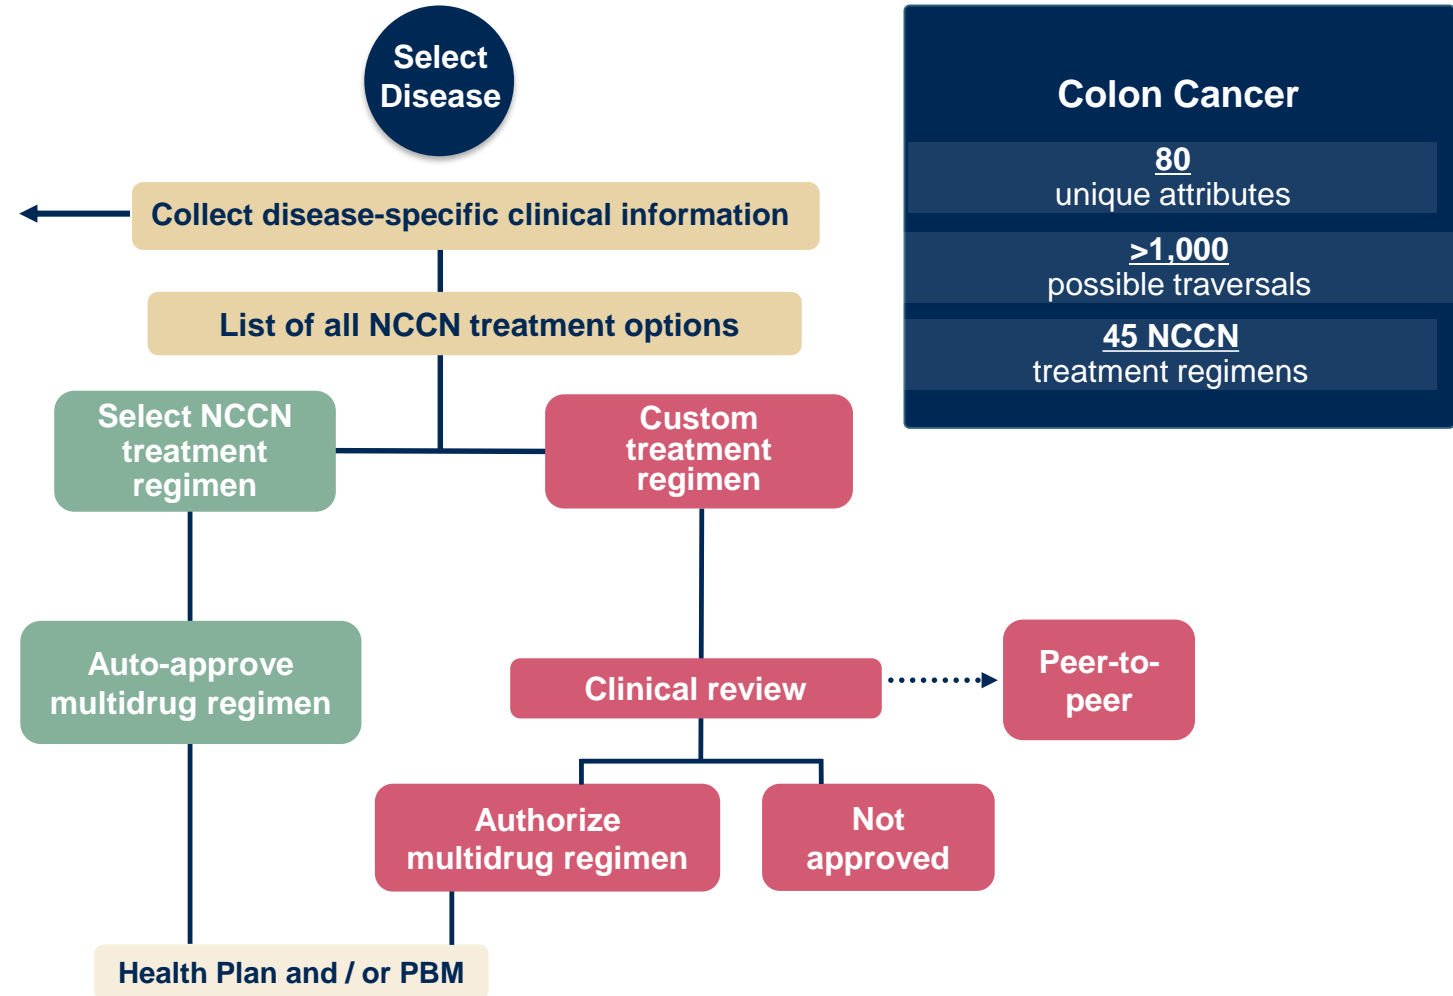 Select
Disease
Collect disease-specific clinical information
List of all NCCN treatment options
Select NCCN
treatment
regimen
Custom
treatment
regimen
Auto-approve
multidrug regimen
Clinical review
Peer-to-
peer
Authorize
multidrug regimen
Not
approved
Health Plan and / or PBM
Colon Cancer
80
unique attributes
>1,000
possible traversals
45 NCCN
treatment regimens